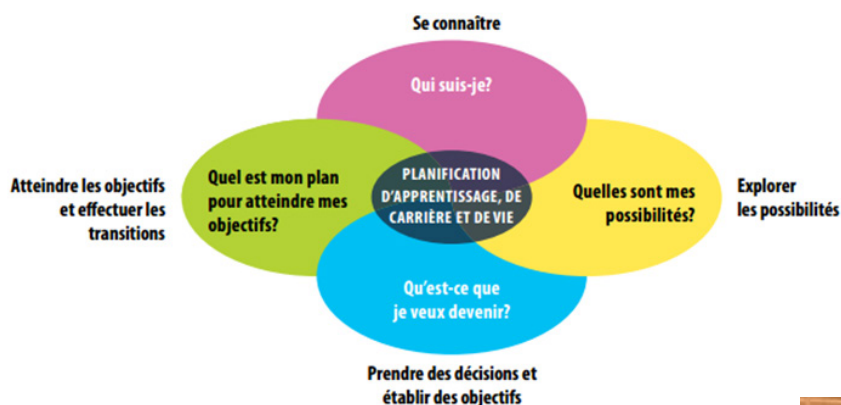 Se connaître
Qui suis-je?
Atteindre les objectifs
et effectuer les
transitions
Quel est mon plan
pour atteindre mes
objectifs?
PLANIFICATION
D'APPRENTISSAGE, DE
CARRIÈRE ET DE VIE
Quelles sont mes
possibilités?
Explorer
les possibilités
Qu'est-ce que
je veux devenir?
Prendre des décisions et
établir des objectifs